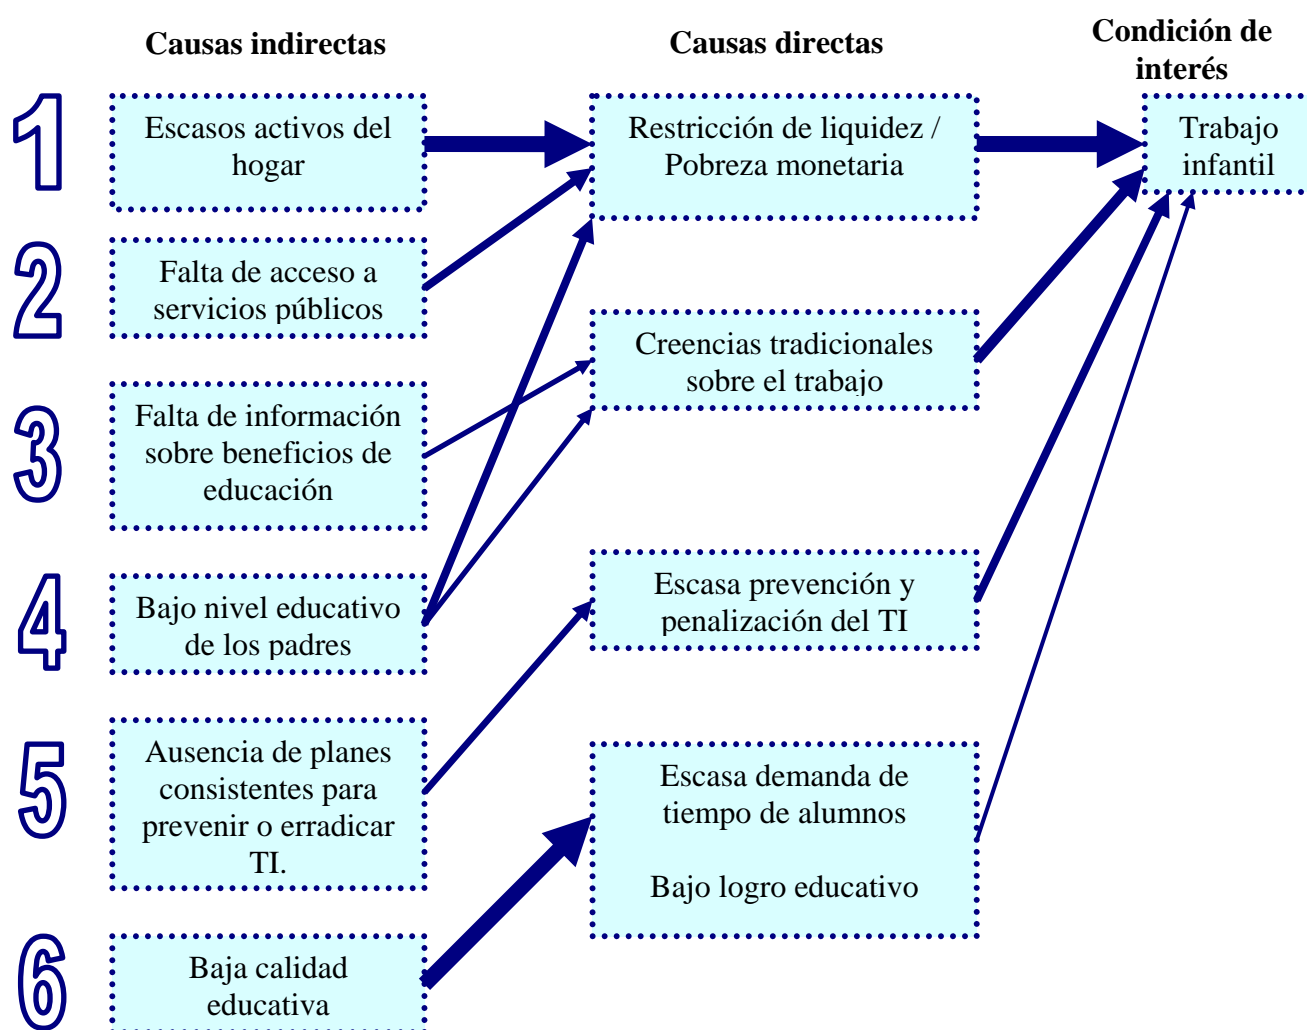 Causas indirectas
Causas directas
Condición de
interés
1
Escasos activos del
hogar
Restricción de liquidez /
Pobreza monetaria
Trabajo
infantil
2
Falta de acceso a
servicios públicos
Creencias tradicionales
sobre el trabajo
3
Falta de información
sobre beneficios de
educación
4
Bajo nivel educativo
de los padres
Escasa prevención y
penalización del TI
5
Ausencia de planes
consistentes para
prevenir o erradicar
TI.
Escasa demanda de
tiempo de alumnos
Bajo logro educativo
6
Baja calidad
educativa